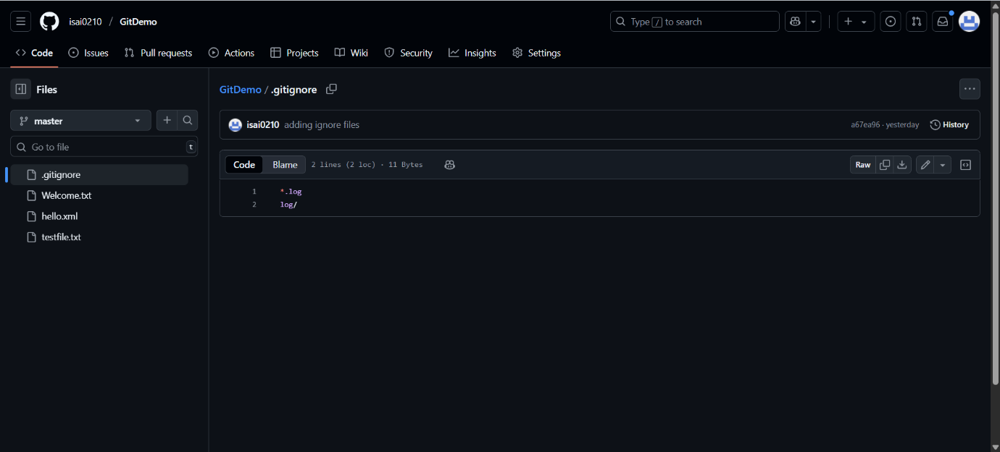 isai0210 / GitDemo
Type / to search
Code Issues Pull requests Actions Projects Wiki Security Insights Settings
Files
master
Go to file t
.gitignore
Welcome.txt
hello.xml
testfile.txt
GitDemo / .gitignore
isai0210 adding ignore files a67ea96 · yesterday History
Code Blame 2 lines (2 loc) · 11 Bytes Raw
1 *.log
2 log/